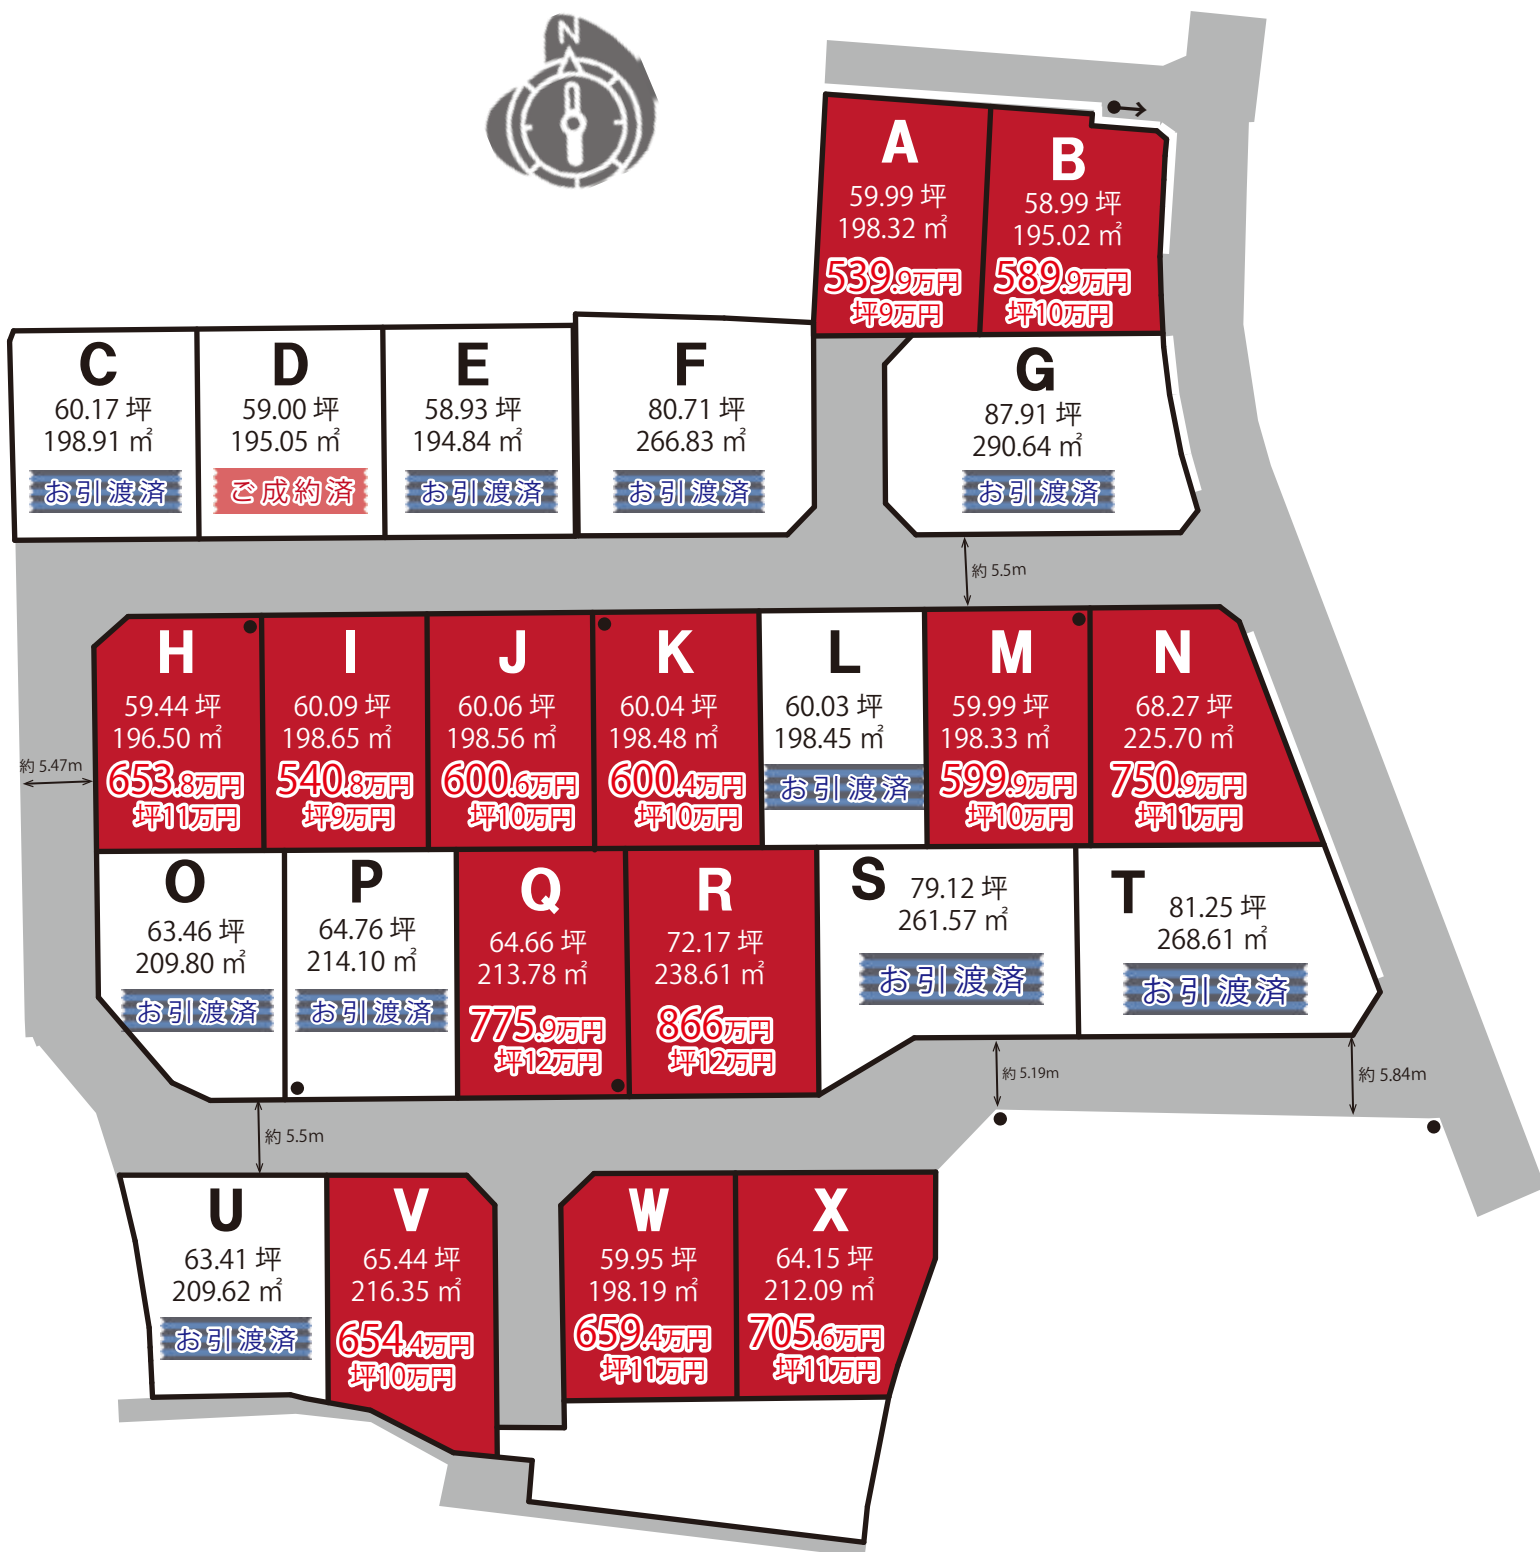 N
A
59.99 坪
198.32 ㎡
539.9万円
坪9万円
B
58.99 坪
195.02 ㎡
589.9万円
坪10万円
C
60.17 坪
198.91 ㎡
お引渡済
D
59.00 坪
195.05 ㎡
ご成約済
E
58.93 坪
194.84 ㎡
お引渡済
F
80.71 坪
266.83 ㎡
お引渡済
G
87.91 坪
290.64 ㎡
お引渡済
約 5.5m
H
59.44 坪
196.50 ㎡
653.8万円
坪11万円
I
60.09 坪
198.65 ㎡
540.8万円
坪9万円
J
60.06 坪
198.56 ㎡
600.6万円
坪10万円
K
60.04 坪
198.48 ㎡
600.4万円
坪10万円
L
60.03 坪
198.45 ㎡
お引渡済
M
59.99 坪
198.33 ㎡
599.9万円
坪10万円
N
68.27 坪
225.70 ㎡
750.9万円
坪11万円
約 5.47m
O
63.46 坪
209.80 ㎡
お引渡済
P
64.76 坪
214.10 ㎡
お引渡済
Q
64.66 坪
213.78 ㎡
775.9万円
坪12万円
R
72.17 坪
238.61 ㎡
866万円
坪12万円
S
79.12 坪
261.57 ㎡
お引渡済
T
81.25 坪
268.61 ㎡
お引渡済
約 5.19m
約 5.84m
約 5.5m
U
63.41 坪
209.62 ㎡
お引渡済
V
65.44 坪
216.35 ㎡
654.4万円
坪10万円
W
59.95 坪
198.19 ㎡
659.4万円
坪11万円
X
64.15 坪
212.09 ㎡
705.6万円
坪11万円